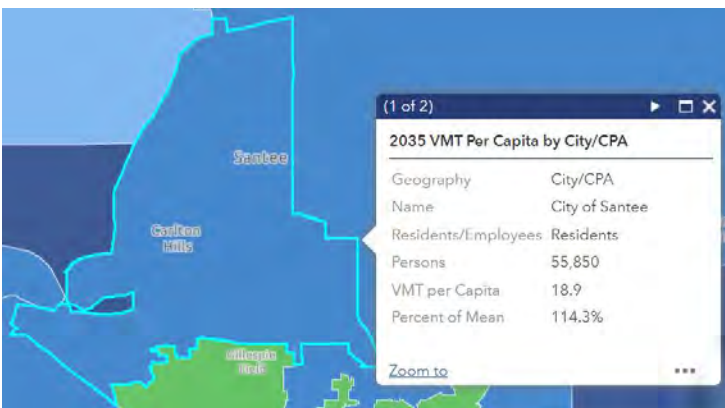 Santee
Carlton
Hills
Gillespie
Field
(1 of 2)
2035 VMT Per Capita by City/CPA
Geography City/CPA
Name City of Santee
Residents/Employees Residents
Persons 55,850
VMT per Capita 18.9
Percent of Mean 114.3%
Zoom to